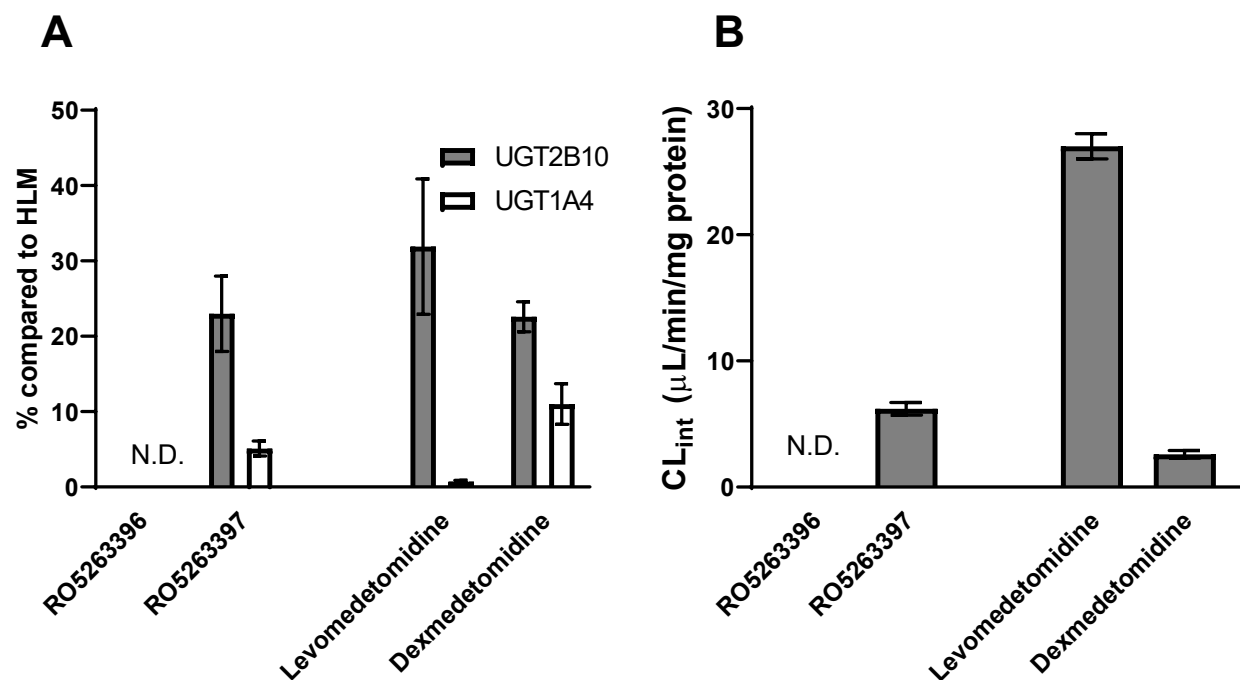 A
B
% compared to HLM
50
40
30
20
10
0
UGT2B10
UGT1A4
N.D.
RO5263396
RO5263397
Levomedetomidine
Dexmedetomidine
CLint (μL/min/mg protein)
30
20
10
0
N.D.
RO5263396
RO5263397
Levomedetomidine
Dexmedetomidine